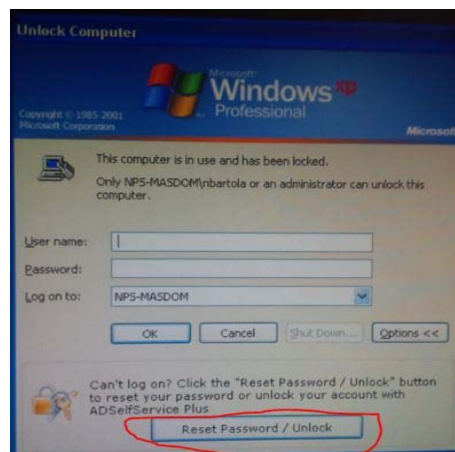 Unlock Computer
Microsoft
Windows xp
Professional
Copyright © 1985-2001
Microsoft Corporation
Microsoft
This computer is in use and has been locked.
Only NPS-MASDOM\nbartola or an administrator can unlock this
computer.
User name:
Password:
Log on to: NPS-MASDOM
OK Cancel Shut Down... Options <<
Can't log on? Click the "Reset Password / Unlock" button
to reset your password or unlock your account with
ADSelfService Plus
Reset Password / Unlock